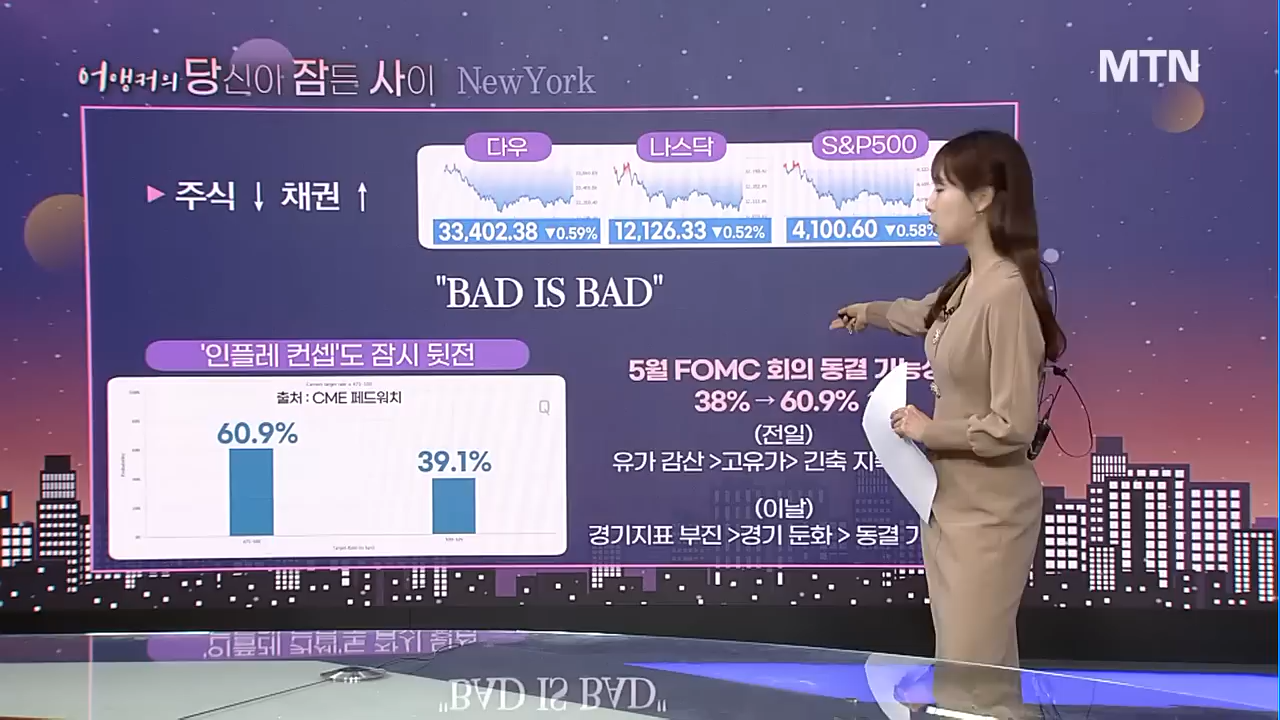 어앵커의 당신이 잠든 사이 NewYork
MTN
▶ 주식 ↓ 채권 ↑
다우 나스닥 S&P500
33,402.38 ▼0.59% 12,126.33 ▼0.52% 4,100.60 ▼0.58%
"BAD IS BAD"
'인플레 컨셉'도 잠시 뒷전
출처 : CME 페드워치
60.9%
39.1%
5월 FOMC 회의 동결
38% → 60.9%
(전일)
유가 감산 >고유가> 긴축
(이날)
경기지표 부진 >경기 둔화 > 동결